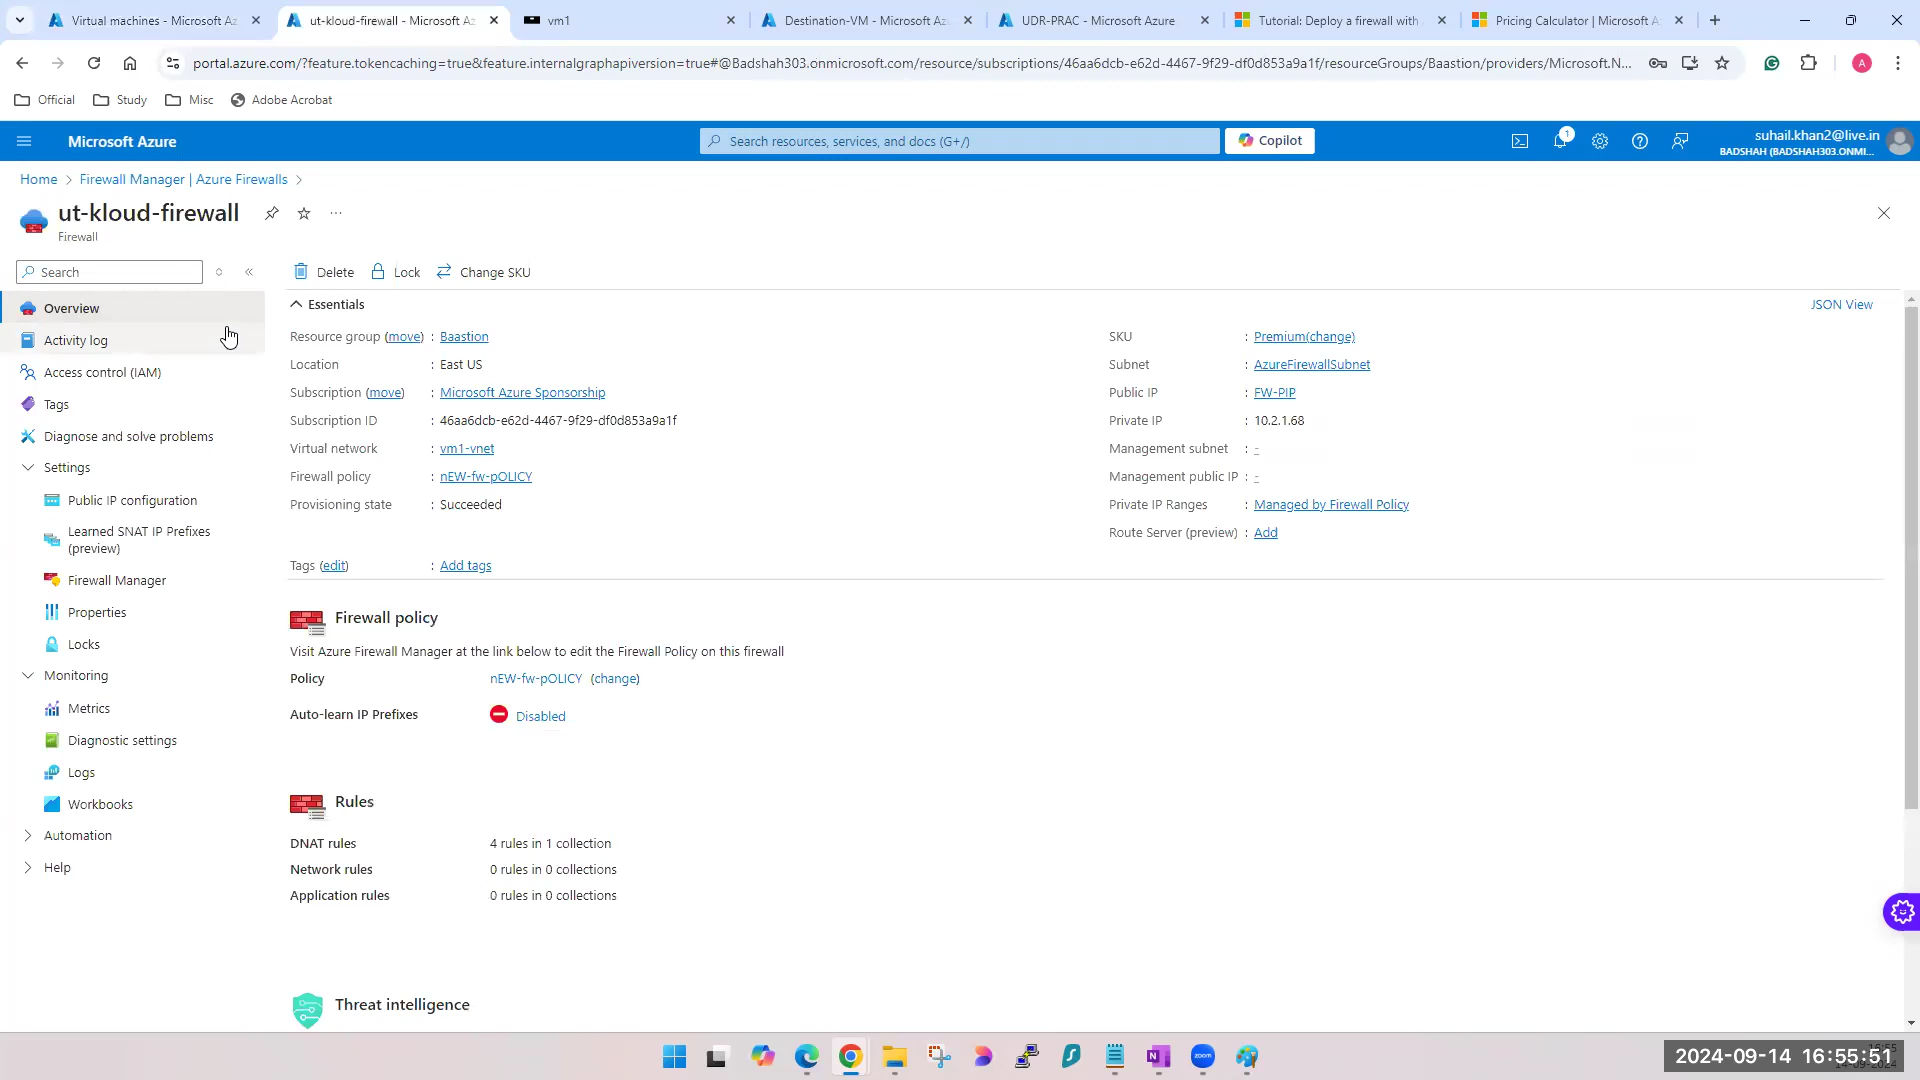 Virtual machines - Microsoft Az
ut-kloud-firewall - Microsoft Az
vm1
Destination-VM - Microsoft Az
UDR-PRAC - Microsoft Azure
Tutorial: Deploy a firewall with
Pricing Calculator | Microsoft A
portal.azure.com/?feature.tokencaching=true&feature.internalgraphapiversion=true#@Badshah303.onmicrosoft.com/resource/subscriptions/46aa6dcb-e62d-4467-9f29-df0d853a9a1f/resourceGroups/Baastion/providers/Microsoft.N...
A
Official
Study
Misc
Adobe Acrobat
Microsoft Azure
Search resources, services, and docs (G+/)
Copilot
1
suhail.khan2@live.in
BADSHAH (BADSHAH303.ONMI...
Home > Firewall Manager | Azure Firewalls >
ut-kloud-firewall
Firewall
Search
Delete
Lock
Change SKU
Overview
Activity log
Access control (IAM)
Tags
Diagnose and solve problems
Settings
Public IP configuration
Learned SNAT IP Prefixes
(preview)
Firewall Manager
Properties
Locks
Monitoring
Metrics
Diagnostic settings
Logs
Workbooks
Automation
Help
Essentials
JSON View
Resource group (move) : Baastion
Location : East US
Subscription (move) : Microsoft Azure Sponsorship
Subscription ID : 46aa6dcb-e62d-4467-9f29-df0d853a9a1f
Virtual network : vm1-vnet
Firewall policy : nEW-fw-pOLICY
Provisioning state : Succeeded
SKU : Premium(change)
Subnet : AzureFirewallSubnet
Public IP : FW-PIP
Private IP : 10.2.1.68
Management subnet : -
Management public IP : -
Private IP Ranges : Managed by Firewall Policy
Route Server (preview) : Add
Tags (edit) : Add tags
Firewall policy
Visit Azure Firewall Manager at the link below to edit the Firewall Policy on this firewall
Policy nEW-fw-pOLICY (change)
Auto-learn IP Prefixes Disabled
Rules
DNAT rules 4 rules in 1 collection
Network rules 0 rules in 0 collections
Application rules 0 rules in 0 collections
Threat intelligence
zoom
2024-09-14 16:55:51